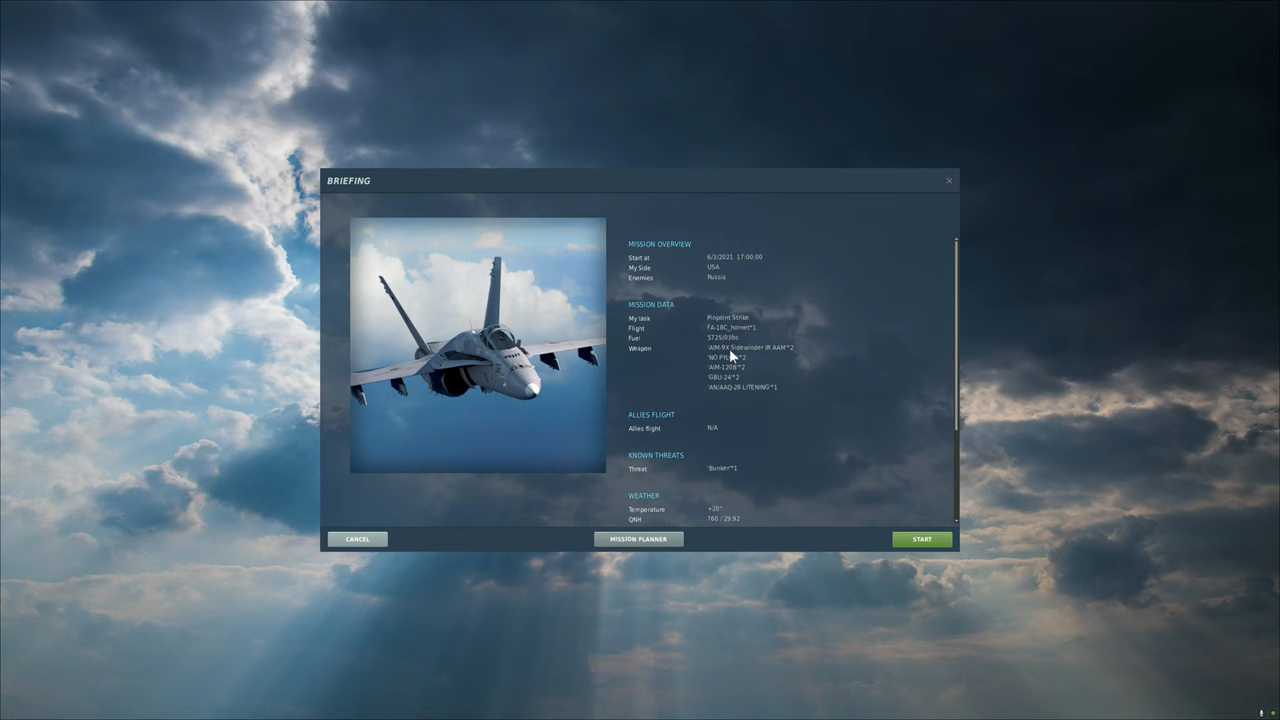 BRIEFING
MISSION OVERVIEW
Start at 6/3/2021 17:00:00
My Side USA
Enemies Russia
MISSION DATA
My task Pinpoint Strike
Flight FA-18C_hornet*1
Fuel lbs
Weapon 'AIM-9X Sidewinder IR AAM'*2
'NO
'AIM-120B'*2
'GBU-24'*2
'AN/AAQ-28 LITENING'*1
ALLIES FLIGHT
Allies flight N/A
KNOWN THREATS
Threat 'Bunker'*1
WEATHER
Temperature +20°
QNH 760 / 29.92
CANCEL
MISSION PLANNER
START